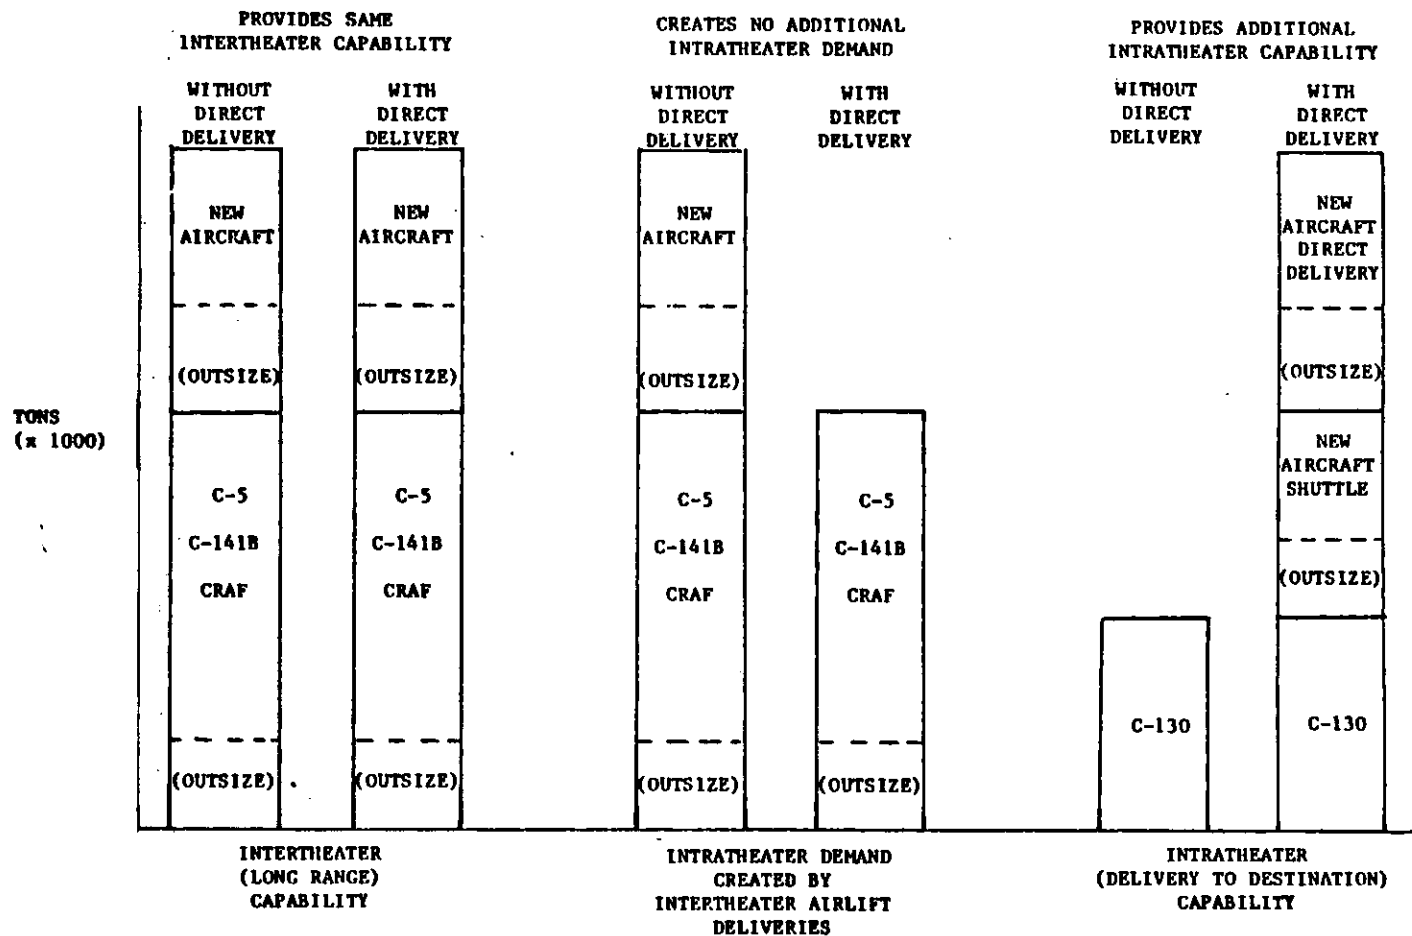 PROVIDES SAME
INTERTHEATER CAPABILITY
WITHOUT
DIRECT
DELIVERY
WITH
DIRECT
DELIVERY
NEW
AIRCRAFT
(OUTSIZE)
C-5
C-141B
CRAF
(OUTSIZE)
NEW
AIRCRAFT
(OUTSIZE)
C-5
C-141B
CRAF
(OUTSIZE)
INTERTHEATER
(LONG RANGE)
CAPABILITY
TONS
(x 1000)
CREATES NO ADDITIONAL
INTRATHEATER DEMAND
WITHOUT
DIRECT
DELIVERY
WITH
DIRECT
DELIVERY
NEW
AIRCRAFT
(OUTSIZE)
C-5
C-141B
CRAF
(OUTSIZE)
C-5
C-141B
CRAF
(OUTSIZE)
INTRATHEATER DEMAND
CREATED BY
INTERTHEATER AIRLIFT
DELIVERIES
PROVIDES ADDITIONAL
INTRATHEATER CAPABILITY
WITHOUT
DIRECT
DELIVERY
WITH
DIRECT
DELIVERY
C-130
NEW
AIRCRAFT
DIRECT
DELIVERY
(OUTSIZE)
NEW
AIRCRAFT
SHUTTLE
(OUTSIZE)
C-130
INTRATHEATER
(DELIVERY TO DESTINATION)
CAPABILITY